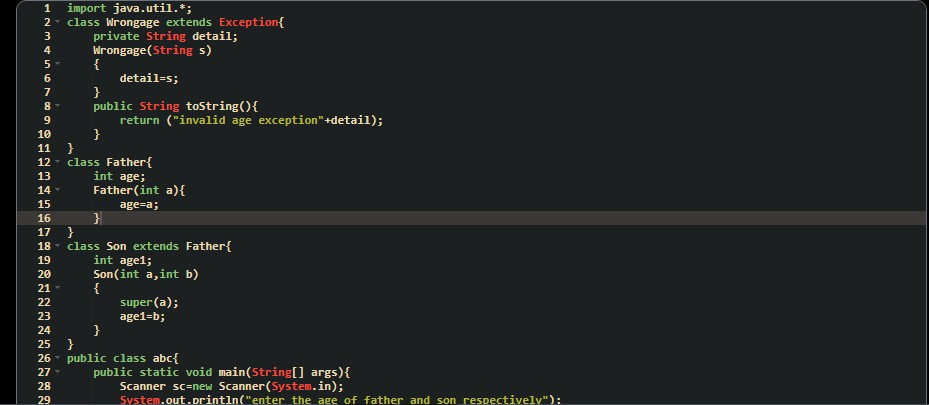 1 import java.util.*;
2 class Wrongage extends Exception{
3 private String detail;
4 Wrongage(String s)
5 {
6 detail=s;
7 }
8 public String toString(){
9 return ("invalid age exception"+detail);
10 }
11 }
12 class Father{
13 int age;
14 Father(int a){
15 age=a;
16 }
17 }
18 class Son extends Father{
19 int age1;
20 Son(int a,int b)
21 {
22 super(a);
23 age1=b;
24 }
25 }
26 public class abc{
27 public static void main(String[] args){
28 Scanner sc=new Scanner(System.in);
29 System.out.println("enter the age of father and son respectively");